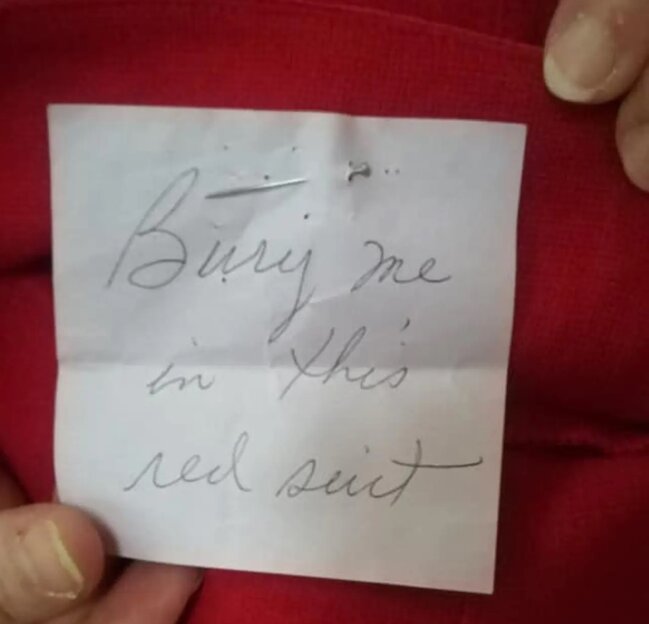 Bury me
in this
red suit